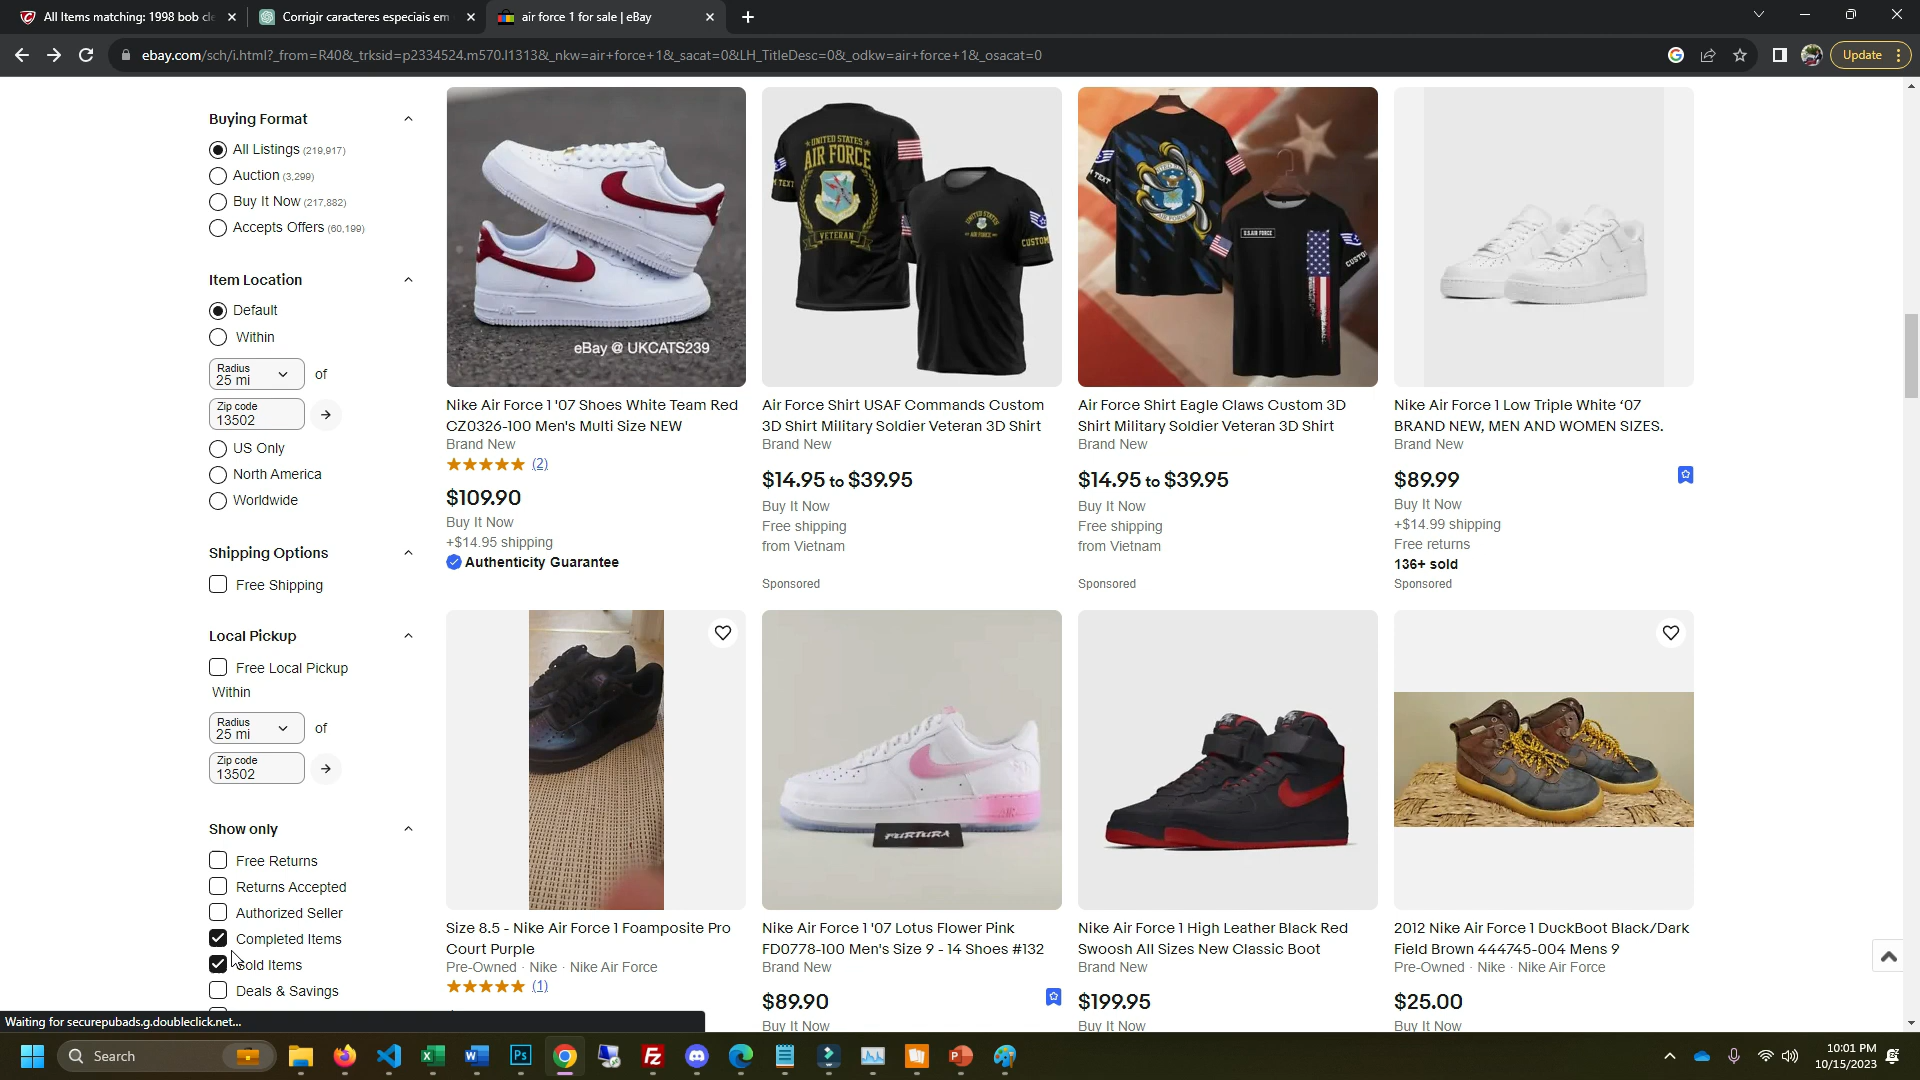 All Items matching: 1998 bob cle
Corrigir caracteres especiais em
air force 1 for sale | eBay
ebay.com/sch/i.html?_from=R40&_trksid=p2334524.m570.l1313&_nkw=air+force+1&_sacat=0&LH_TitleDesc=0&_odkw=air+force+1&_osacat=0
Update
Buying Format
All Listings (219,917)
Auction (3,299)
Buy It Now (217,882)
Accepts Offers (60,199)
Item Location
Default
Within
Radius
25 mi
of
Zip code
13502
US Only
North America
Worldwide
Shipping Options
Free Shipping
Local Pickup
Free Local Pickup
Within
Radius
25 mi
of
Zip code
13502
Show only
Free Returns
Returns Accepted
Authorized Seller
Completed Items
Sold Items
Deals & Savings
eBay @ UKCATS239
Nike Air Force 1 '07 Shoes White Team Red
CZ0326-100 Men's Multi Size NEW
Brand New
(2)
$109.90
Buy It Now
+$14.95 shipping
Authenticity Guarantee
UNITED STATES
AIR FORCE
VETERAN
CUSTOM
Air Force Shirt USAF Commands Custom
3D Shirt Military Soldier Veteran 3D Shirt
Brand New
$14.95 to $39.95
Buy It Now
Free shipping
from Vietnam
Sponsored
U.S.AIR FORCE
Air Force Shirt Eagle Claws Custom 3D
Shirt Military Soldier Veteran 3D Shirt
Brand New
$14.95 to $39.95
Buy It Now
Free shipping
from Vietnam
Sponsored
Nike Air Force 1 Low Triple White ‘07
BRAND NEW, MEN AND WOMEN SIZES.
Brand New
$89.99
Buy It Now
+$14.99 shipping
Free returns
136+ sold
Sponsored
Size 8.5 - Nike Air Force 1 Foamposite Pro
Court Purple
Pre-Owned · Nike · Nike Air Force
(1)
FURTURA
Nike Air Force 1 '07 Lotus Flower Pink
FD0778-100 Men's Size 9 - 14 Shoes #132
Brand New
$89.90
Buy It Now
Nike Air Force 1 High Leather Black Red
Swoosh All Sizes New Classic Boot
Brand New
$199.95
Buy It Now
2012 Nike Air Force 1 DuckBoot Black/Dark
Field Brown 444745-004 Mens 9
Pre-Owned · Nike · Nike Air Force
$25.00
Buy It Now
Waiting for securepubads.g.doubleclick.net...
Search
10:01 PM
10/15/2023